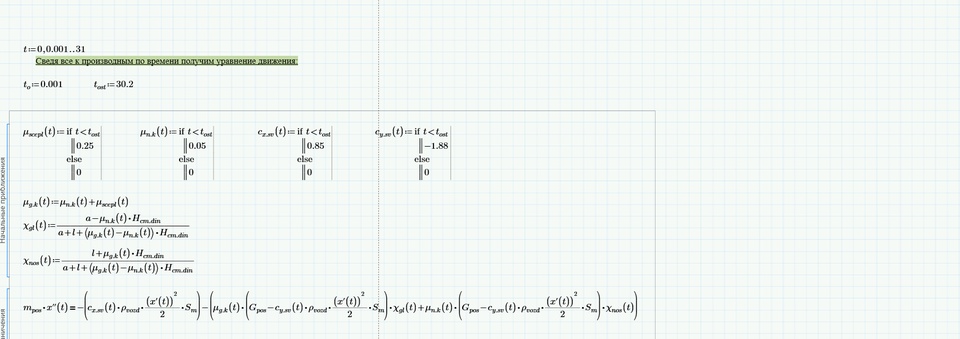 t:=0,0.001..31
Сведя все к производным по времени получим уравнение движения:
t₀:=0.001 t_ost:=30.2
μ_scepl(t):= if t<t_ost μ_n.k(t):= if t<t_ost c_x.sv(t):= if t<t_ost c_y.sv(t):= if t<t_ost
‖0.25 ‖0.05 ‖0.85 ‖−1.88
else else else else
‖0 ‖0 ‖0 ‖0
Начальные приближения
μ_g.k(t):=μ_n.k(t)+μ_scepl(t)
χ_gl(t):= (a−μ_n.k(t)·H_cm.din)/(a+l+(μ_g.k(t)−μ_n.k(t))·H_cm.din)
χ_nos(t):= (l+μ_g.k(t)·H_cm.din)/(a+l+(μ_g.k(t)−μ_n.k(t))·H_cm.din)
m_pos·x''(t)=−(c_x.sv(t)·ρ_vozd·(x'(t))²/2·S_m)−(μ_g.k(t)·(G_pos−c_y.sv(t)·ρ_vozd·(x'(t))²/2·S_m)·χ_gl(t)+μ_n.k(t)·(G_pos−c_y.sv(t)·ρ_vozd·(x'(t))²/2·S_m)·χ_nos(t))